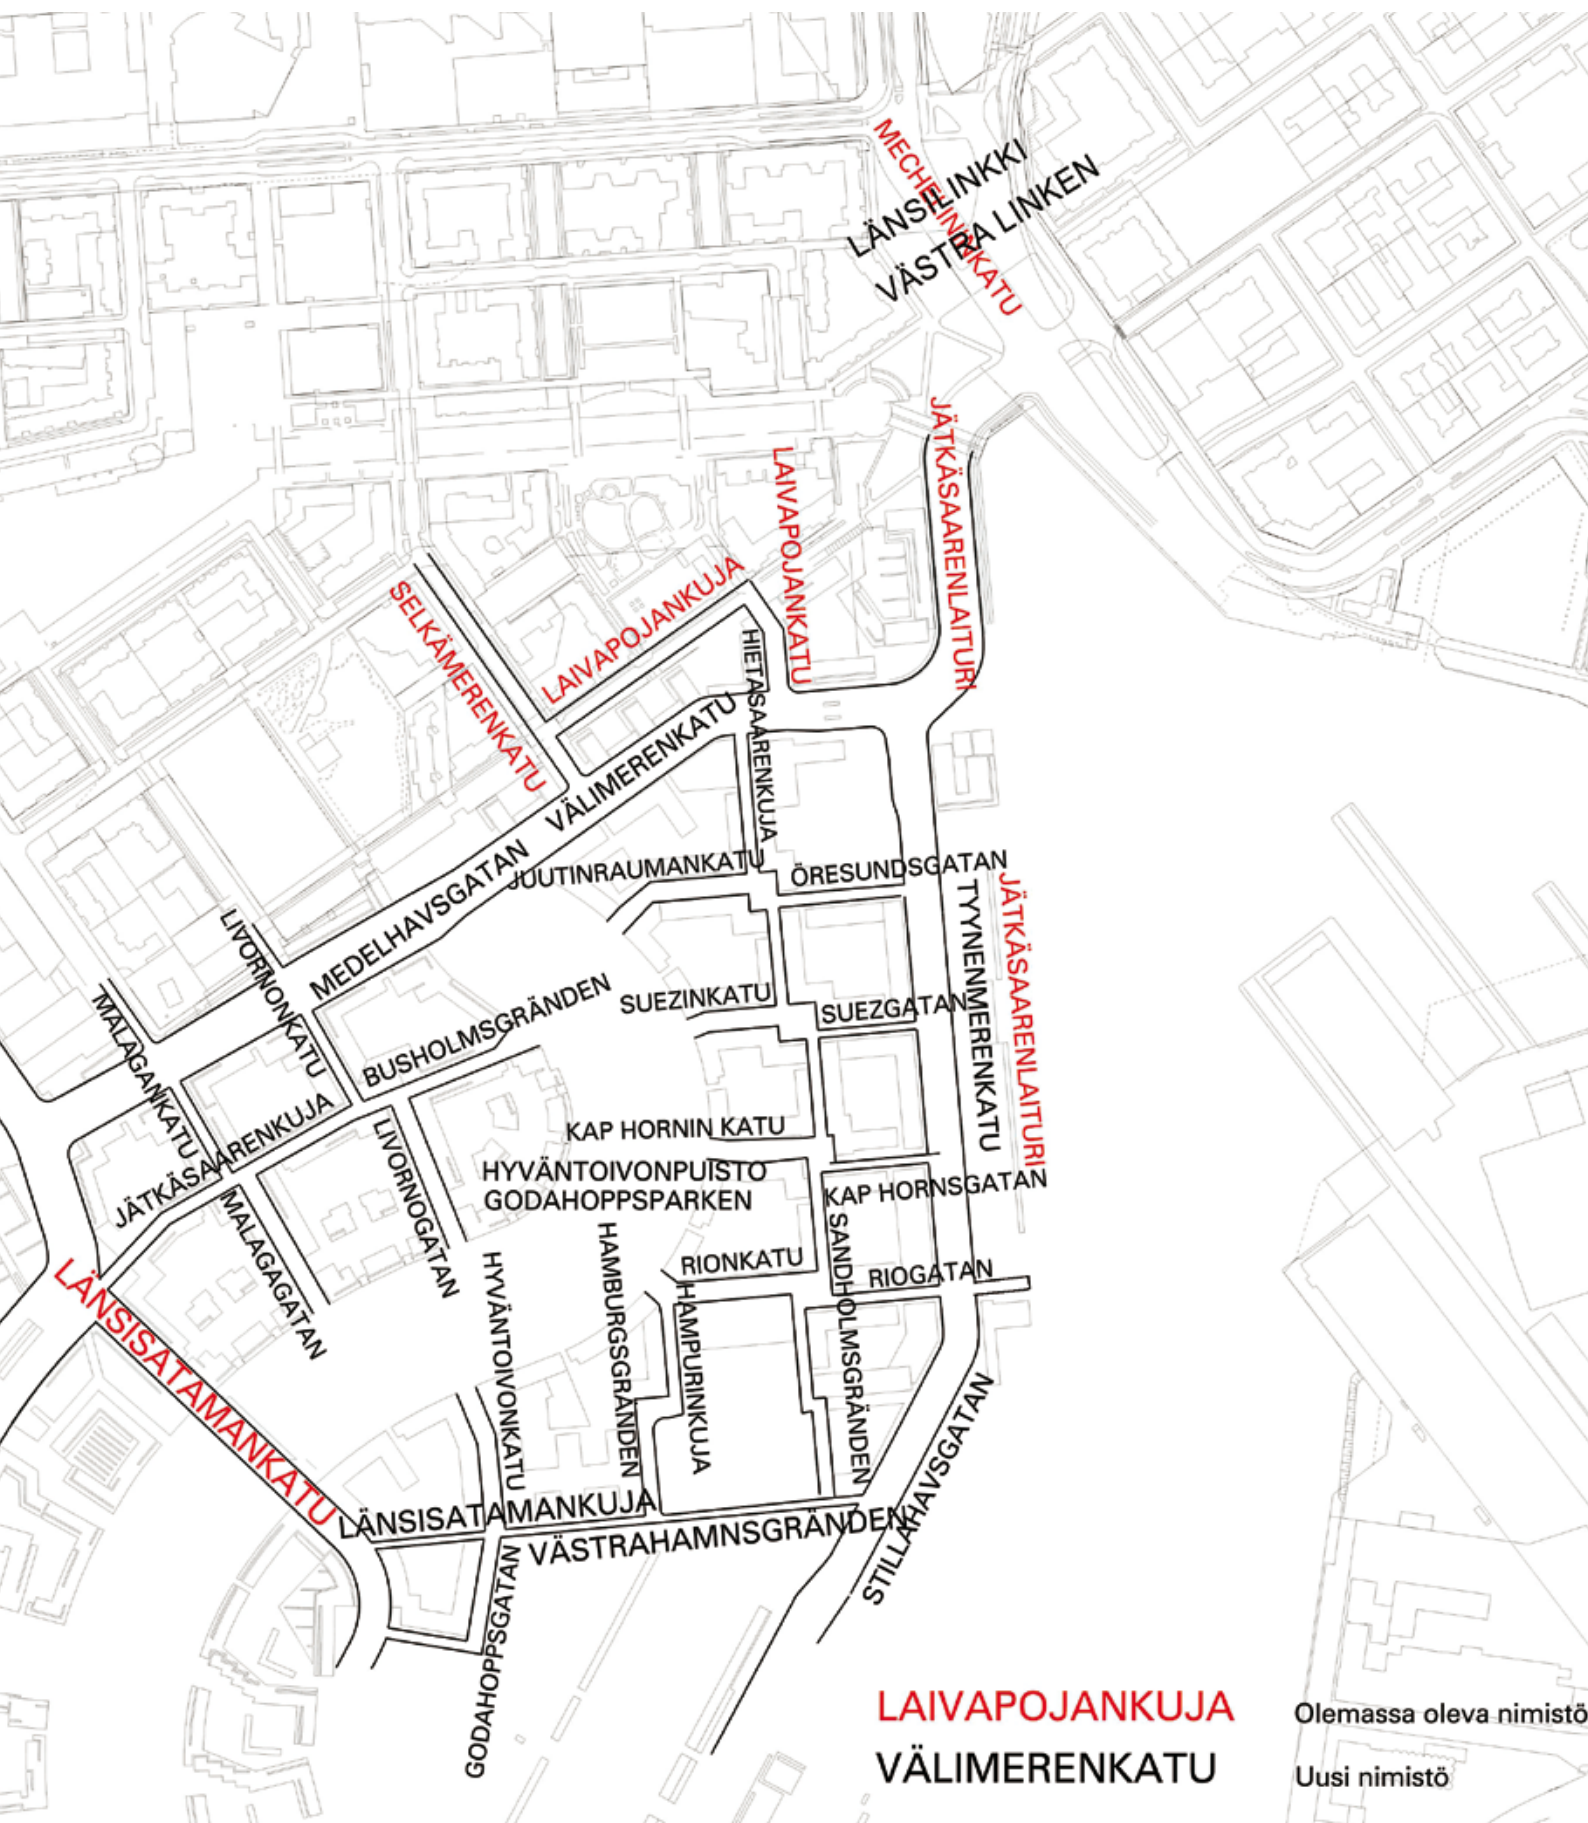 MECHELININKATU
LÄNSILINKKI
VÄSTRA LINKEN
JÄTKÄSAARENLAITURI
LAIVAPOJANKATU
LAIVAPOJANKUJA
SELKÄMERENKATU
HIETASAARENKUJA
VÄLIMERENKATU
MEDELHAVSGATAN
JUUTINRAUMANKATU
ÖRESUNDSGATAN
TYYNENMERENKATU
JÄTKÄSAARENLAITURI
LIVORNONKATU
MALAGANKATU
BUSHOLMSGRÄNDEN
SUEZINKATU
SUEZGATAN
JÄTKÄSAARENKUJA
LIVORNOGATAN
KAP HORNIN KATU
HYVÄNTOIVONPUISTO
GODAHOPPSPARKEN
KAP HORNSGATAN
MALAGAGATAN
SANDHOLMSGRÄNDEN
HAMBURGSGRÄNDEN
HYVÄNTOIVONKATU
RIONKATU
RIOGATAN
HAMPURINKUJA
LÄNSISATAMANKATU
STILLAHAVSGATAN
LÄNSISATAMANKUJA
VÄSTRAHAMNSGRÄNDEN
GODAHOPPSGATAN
LAIVAPOJANKUJA Olemassa oleva nimistö
VÄLIMERENKATU Uusi nimistö